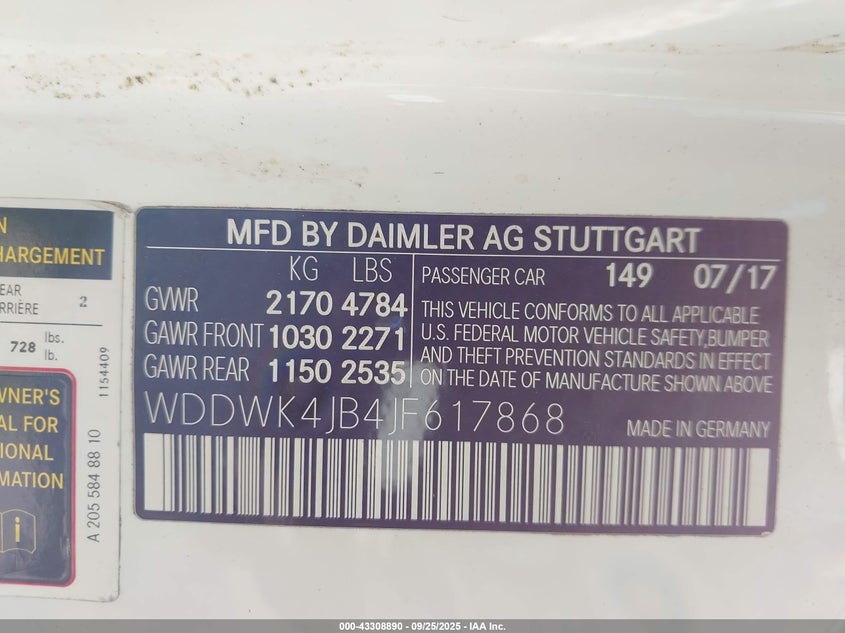 N
HARGEMENT
EAR
RRIÈRE 2
728 lbs.
lb.
WNER'S
AL FOR
IONAL
MATION
i
1154409
A 205 584 88 10
MFD BY DAIMLER AG STUTTGART
KG LBS
GVWR 2170 4784
GAWR FRONT 1030 2271
GAWR REAR 1150 2535
PASSENGER CAR 149 07/17
THIS VEHICLE CONFORMS TO ALL APPLICABLE
U.S. FEDERAL MOTOR VEHICLE SAFETY,BUMPER
AND THEFT PREVENTION STANDARDS IN EFFECT
ON THE DATE OF MANUFACTURE SHOWN ABOVE
WDDWK4JB4JF617868
MADE IN GERMANY
000-43308890 - 09/25/2025 - IAA Inc.